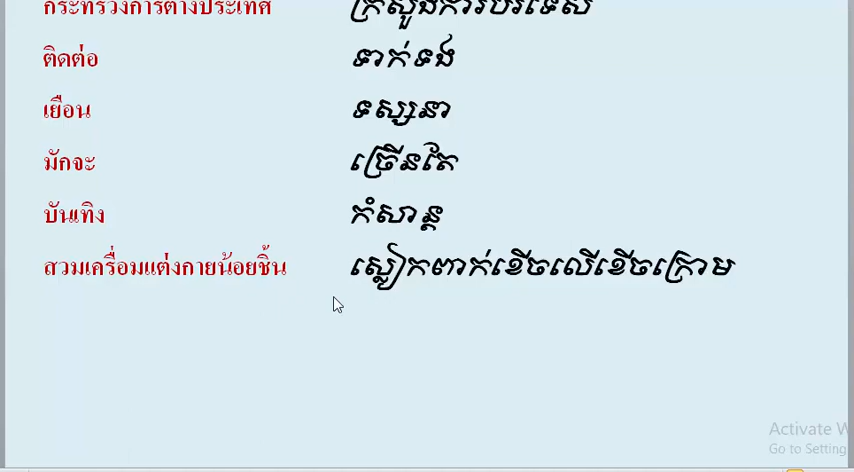 กระทรวงการต่างประเทศ ក្រសួងការបរទេស
ติดต่อ ទាក់ទង
เยือน ទស្សនា
มักจะ ច្រើនតែ
บันเทิง កំសាន្ត
สวมเครื่องแต่งกายน้อยชิ้น ស្លៀកពាក់ខើចលើខើចក្រោម
Activate W
Go to Setting